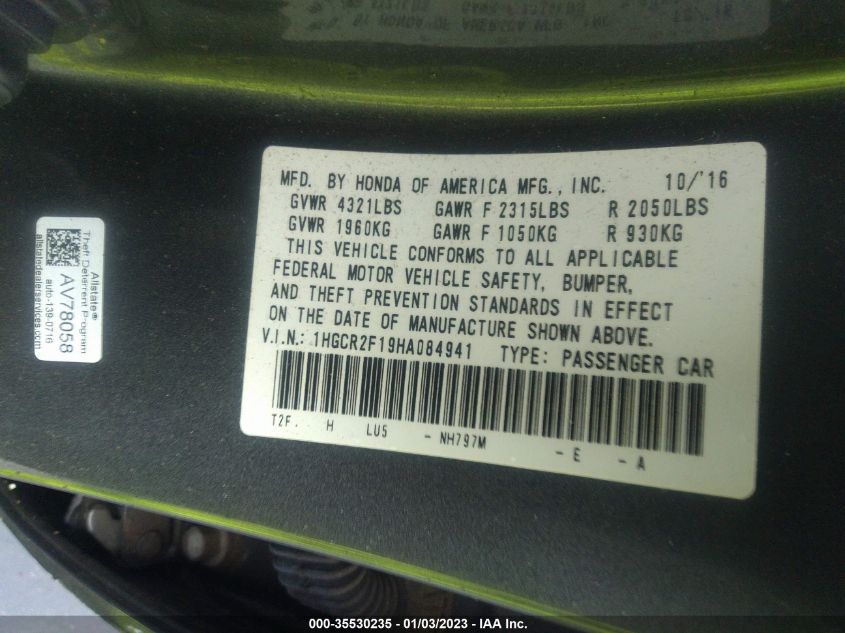 MFD. BY HONDA OF AMERICA MFG., INC. 10/'16
GVWR 4321LBS GAWR F 2315LBS R 2050LBS
GVWR 1960KG GAWR F 1050KG R 930KG
THIS VEHICLE CONFORMS TO ALL APPLICABLE
FEDERAL MOTOR VEHICLE SAFETY, BUMPER,
AND THEFT PREVENTION STANDARDS IN EFFECT
ON THE DATE OF MANUFACTURE SHOWN ABOVE.
V.I.N.: 1HGCR2F19HA084941 TYPE: PASSENGER CAR
T2F. H LU5 - NH797M - E - A
Allstate®
Theft Deterrent Program
AV78058
auto-139-0716
allstatedealerservices.com
000-35530235 - 01/03/2023 - IAA Inc.